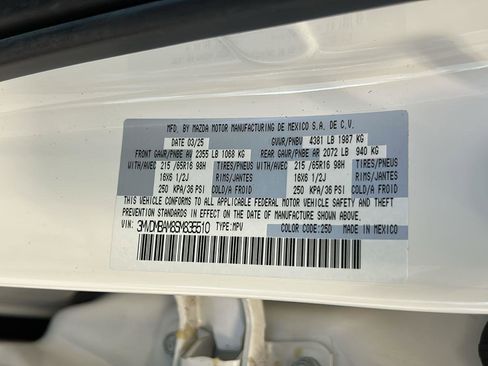 MFD. BY MAZDA MOTOR MANUFACTURING DE MEXICO S.A. DE C.V.
DATE 03/25 GVWR/PNBV 4381 LB 1987 KG
FRONT GAWR/PNBE AV 2355 LB 1068 KG REAR GAWR/PNBE AR 2072 LB 940 KG
WITH/AVEC 215/65R16 98H TIRES/PNEUS WITH/AVEC 215/65R16 98H TIRES/PNEUS
16X6 1/2J RIMS/JANTES 16X6 1/2J RIMS/JANTES
250 KPA/36 PSI COLD/A FROID 250 KPA/36 PSI COLD/A FROID
THIS VEHICLE CONFORMS TO ALL APPLICABLE FEDERAL MOTOR VEHICLE SAFETY AND THEFT
PREVENTION STANDARDS IN EFFECT ON THE DATE OF MANUFACTURE SHOWN ABOVE.
VIN: 3MVDMBAM8SM835510 TYPE:MPV COLOR CODE:25D MADE IN MEXICO